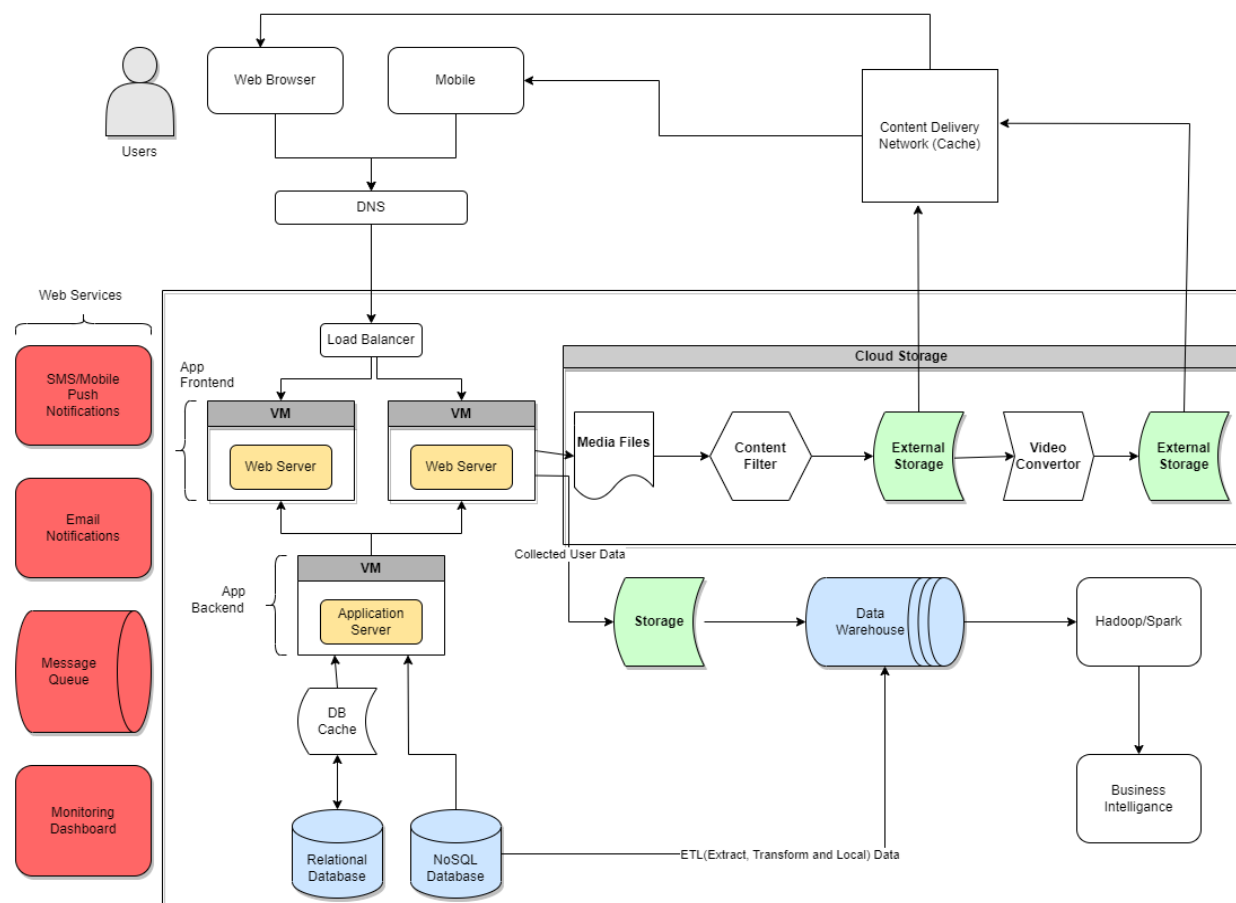 Web Browser
Mobile
Content Delivery
Network (Cache)
Users
DNS
Web Services
Load Balancer
Cloud Storage
App
Frontend
SMS/Mobile
Push
Notifications
VM
VM
Web Server
Web Server
Media Files
Content
Filter
External
Storage
Video
Convertor
External
Storage
Email
Notifications
Collected User Data
VM
App
Backend
Application
Server
Storage
Data
Warehouse
Hadoop/Spark
Message
Queue
DB
Cache
Business
Intelligance
Monitoring
Dashboard
Relational
Database
NoSQL
Database
ETL(Extract, Transform and Local) Data